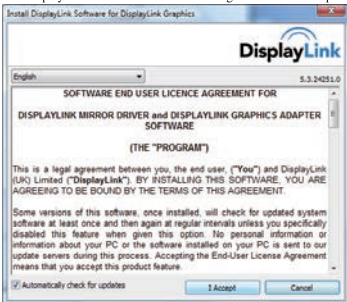 Install DisplayLink Software for DisplayLink Graphics
DisplayLink
English
5.3.24251.0
SOFTWARE END USER LICENCE AGREEMENT FOR
DISPLAYLINK MIRROR DRIVER and DISPLAYLINK GRAPHICS ADAPTER
SOFTWARE
(THE "PROGRAM")
This is a legal agreement between you, the end user, ("You") and DisplayLink
(UK) Limited ("DisplayLink"). BY INSTALLING THIS SOFTWARE, YOU ARE
AGREEING TO BE BOUND BY THE TERMS OF THIS AGREEMENT.
Some versions of this software, once installed, will check for updated system
software at least once and then again at regular intervals unless you specifically
disabled this feature when given this option. No personal information or
information about your PC or the software installed on your PC is sent to our
update servers during this process. Accepting the End-User License Agreement
means that you accept this product feature.
Automatically check for updates
I Accept
Cancel